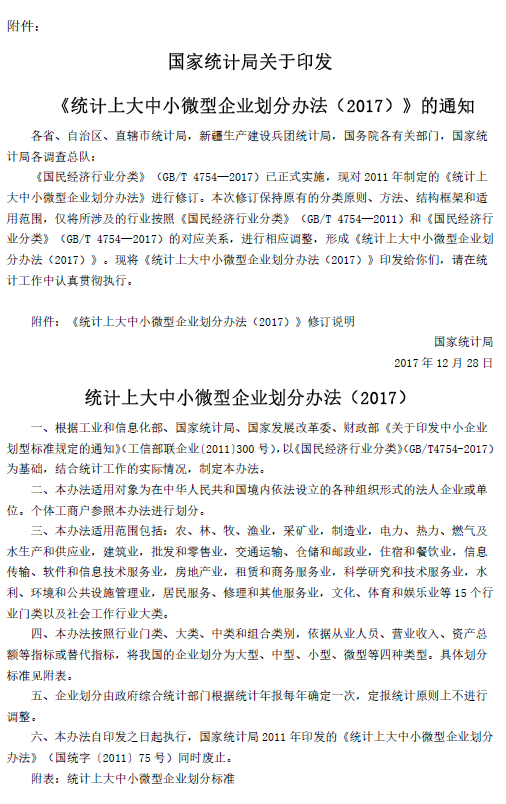 附件：
国家统计局关于印发
《统计上大中小微型企业划分办法（2017）》的通知
各省、自治区、直辖市统计局，新疆生产建设兵团统计局，国务院各有关部门，国家统
计局各调查总队：
《国民经济行业分类》（GB/T 4754—2017）已正式实施，现对 2011 年制定的《统计上
大中小微型企业划分办法》进行修订。本次修订保持原有的分类原则、方法、结构框架和适
用范围，仅将所涉及的行业按照《国民经济行业分类》（GB/T 4754—2011）和《国民经济行
业分类》（GB/T 4754—2017）的对应关系，进行相应调整，形成《统计上大中小微型企业划
分办法（2017）》。现将《统计上大中小微型企业划分办法（2017）》印发给你们，请在统
计工作中认真贯彻执行。
附件：《统计上大中小微型企业划分办法（2017）》修订说明
国家统计局
2017 年 12 月 28 日
统计上大中小微型企业划分办法（2017）
一、根据工业和信息化部、国家统计局、国家发展改革委、财政部《关于印发中小企业
划型标准规定的通知》（工信部联企业〔2011〕300 号），以《国民经济行业分类》（GB/T4754-2017）
为基础，结合统计工作的实际情况，制定本办法。
二、本办法适用对象为在中华人民共和国境内依法设立的各种组织形式的法人企业或单
位。个体工商户参照本办法进行划分。
三、本办法适用范围包括：农、林、牧、渔业，采矿业，制造业，电力、热力、燃气及
水生产和供应业，建筑业，批发和零售业，交通运输、仓储和邮政业，住宿和餐饮业，信息
传输、软件和信息技术服务业，房地产业，租赁和商务服务业，科学研究和技术服务业，水
利、环境和公共设施管理业，居民服务、修理和其他服务业，文化、体育和娱乐业等 15 个行
业门类以及社会工作行业大类。
四、本办法按照行业门类、大类、中类和组合类别，依据从业人员、营业收入、资产总
额等指标或替代指标，将我国的企业划分为大型、中型、小型、微型等四种类型。具体划分
标准见附表。
五、企业划分由政府综合统计部门根据统计年报每年确定一次，定报统计原则上不进行
调整。
六、本办法自印发之日起执行，国家统计局 2011 年印发的《统计上大中小微型企业划分
办法》（国统字〔2011〕75 号）同时废止。
附表：统计上大中小微型企业划分标准